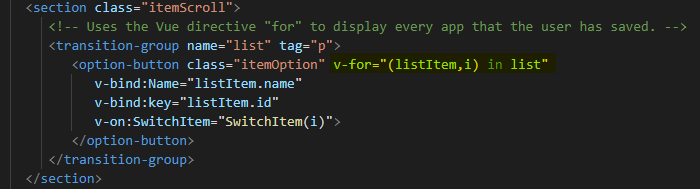 <section class="itemScroll">
<!-- Uses the Vue directive "for" to display every app that the user has saved. -->
<transition-group name="list" tag="p">
<option-button class="itemOption" v-for="(listItem,i) in list"
v-bind:Name="listItem.name"
v-bind:key="listItem.id"
v-on:SwitchItem="SwitchItem(i)">
</option-button>
</transition-group>
</section>